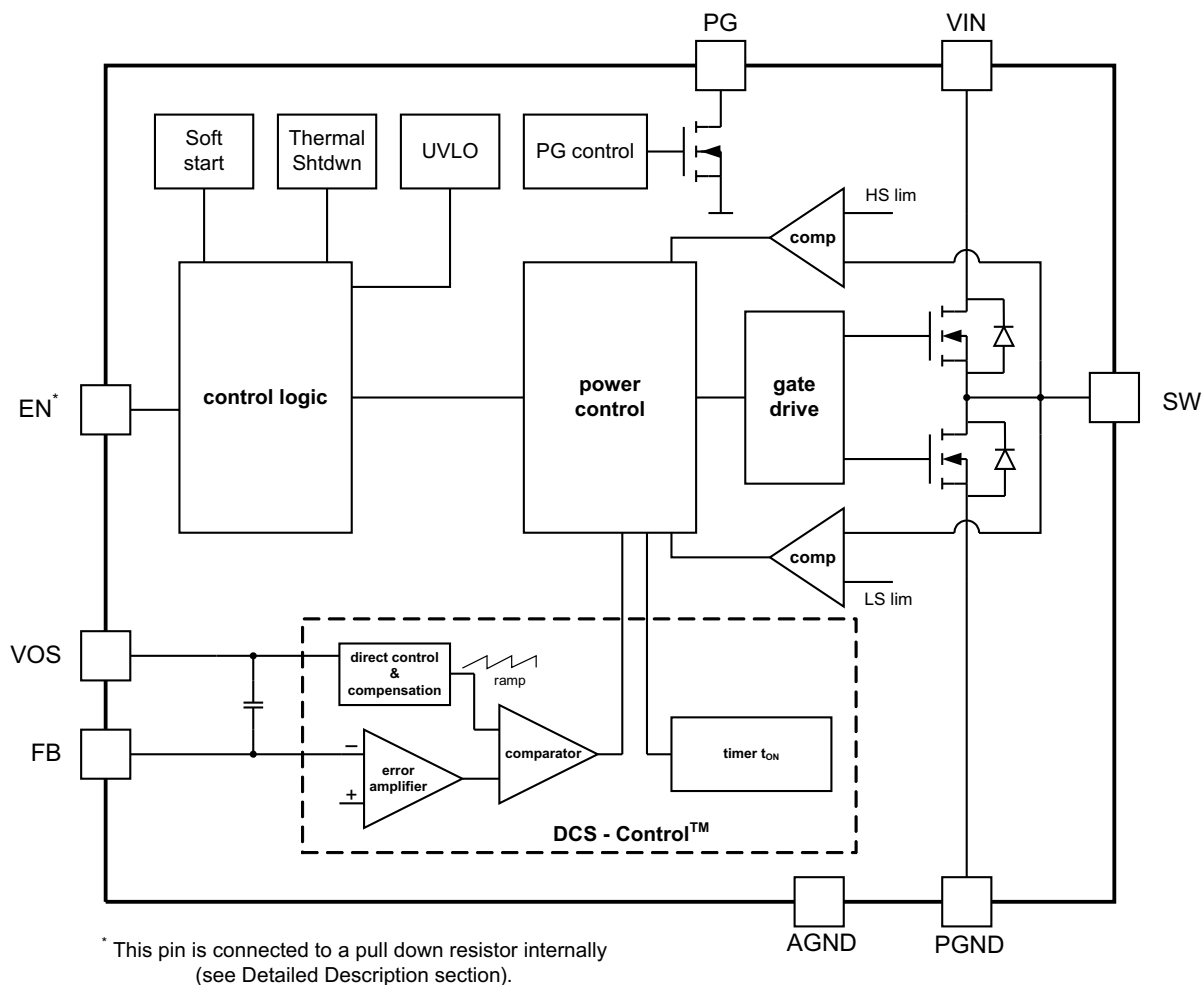 PG
VIN
Soft
start
Thermal
Shtdwn
UVLO
PG control
HS lim
comp
EN*
control logic
power
control
gate
drive
SW
comp
LS lim
VOS
direct control
&
compensation
ramp
FB
−
+
error
amplifier
comparator
timer tON
DCS - Control™
AGND
PGND
* This pin is connected to a pull down resistor internally
(see Detailed Description section).